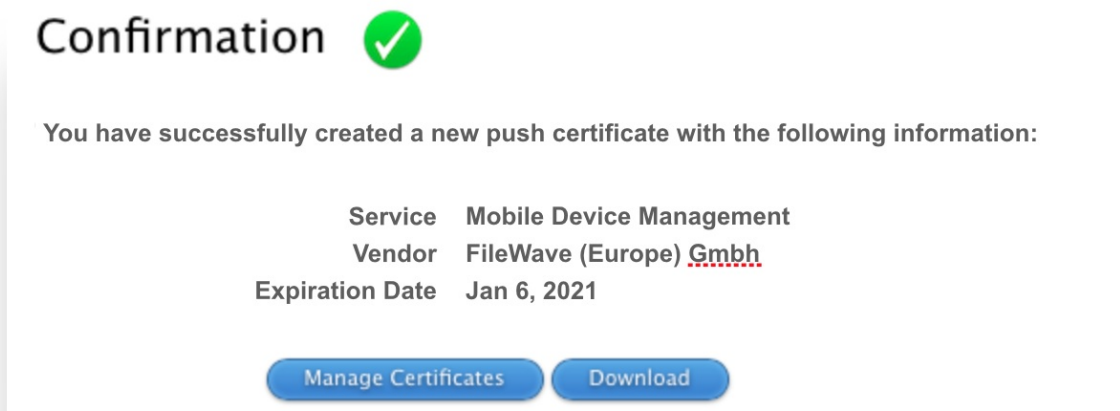 Confirmation
You have successfully created a new push certificate with the following information:
Service Mobile Device Management
Vendor FileWave (Europe) Gmbh
Expiration Date Jan 6, 2021
Manage Certificates Download